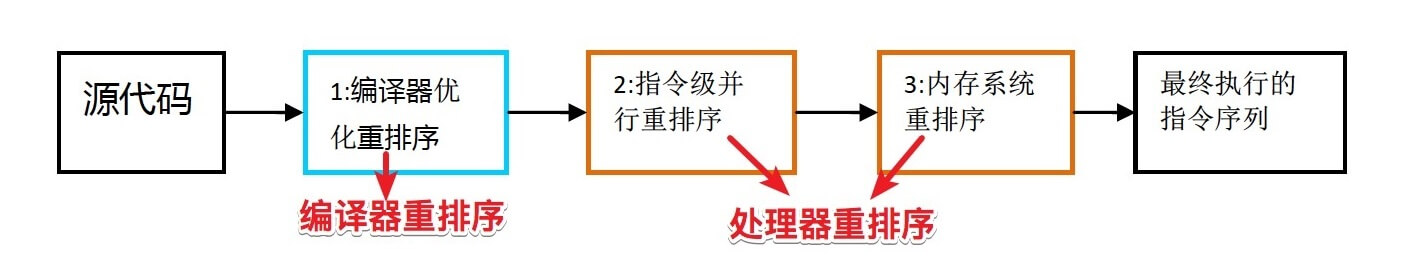 源代码
1:编译器优
化重排序
2:指令级并
行重排序
3:内存系统
重排序
最终执行的
指令序列
编译器重排序
处理器重排序